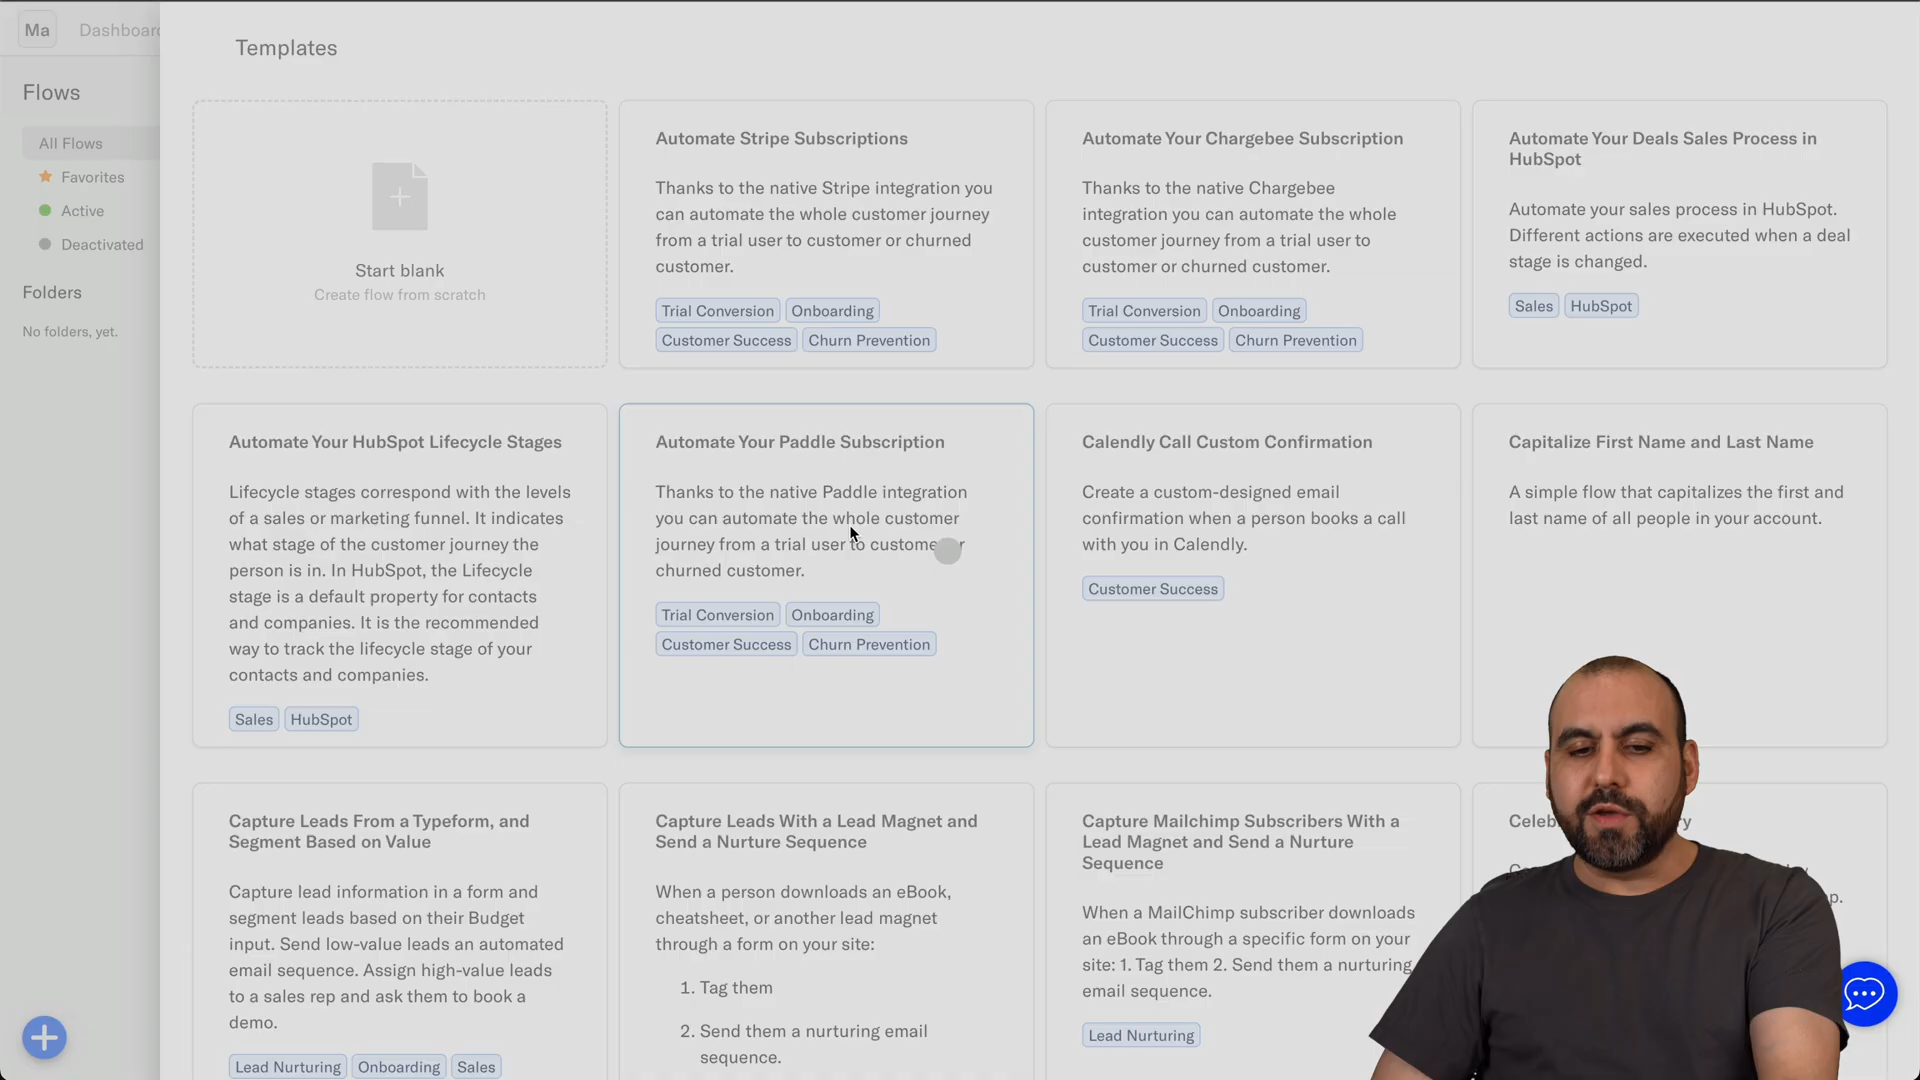 Ma
Dashboard
Templates
Flows
All Flows
Favorites
Active
Deactivated
Folders
No folders, yet.
Start blank
Create flow from scratch
Automate Stripe Subscriptions
Thanks to the native Stripe integration you
can automate the whole customer journey
from a trial user to customer or churned
customer.
Trial Conversion Onboarding
Customer Success Churn Prevention
Automate Your Chargebee Subscription
Thanks to the native Chargebee
integration you can automate the whole
customer journey from a trial user to
customer or churned customer.
Trial Conversion Onboarding
Customer Success Churn Prevention
Automate Your Deals Sales Process in
HubSpot
Automate your sales process in HubSpot.
Different actions are executed when a deal
stage is changed.
Sales HubSpot
Automate Your HubSpot Lifecycle Stages
Lifecycle stages correspond with the levels
of a sales or marketing funnel. It indicates
what stage of the customer journey the
person is in. In HubSpot, the Lifecycle
stage is a default property for contacts
and companies. It is the recommended
way to track the lifecycle stage of your
contacts and companies.
Sales HubSpot
Automate Your Paddle Subscription
Thanks to the native Paddle integration
you can automate the whole customer
journey from a trial user to customer or
churned customer.
Trial Conversion Onboarding
Customer Success Churn Prevention
Calendly Call Custom Confirmation
Create a custom-designed email
confirmation when a person books a call
with you in Calendly.
Customer Success
Capitalize First Name and Last Name
A simple flow that capitalizes the first and
last name of all people in your account.
Capture Leads From a Typeform, and
Segment Based on Value
Capture lead information in a form and
segment leads based on their Budget
input. Send low-value leads an automated
email sequence. Assign high-value leads
to a sales rep and ask them to book a
demo.
Lead Nurturing Onboarding Sales
Capture Leads With a Lead Magnet and
Send a Nurture Sequence
When a person downloads an eBook,
cheatsheet, or another lead magnet
through a form on your site:
1. Tag them
2. Send them a nurturing email
sequence.
Capture Mailchimp Subscribers With a
Lead Magnet and Send a Nurture
Sequence
When a MailChimp subscriber downloads
an eBook through a specific form on your
site: 1. Tag them 2. Send them a nurturing
email sequence.
Lead Nurturing